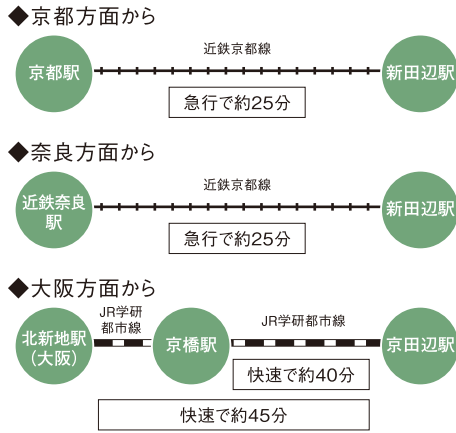 ◆京都方面から
近鉄京都線
京都駅
新田辺駅
急行で約25分
◆奈良方面から
近鉄京都線
近鉄奈良
駅
新田辺駅
急行で約25分
◆大阪方面から
JR学研
都市線
JR学研都市線
北新地駅
(大阪)
京橋駅
京田辺駅
快速で約40分
快速で約45分